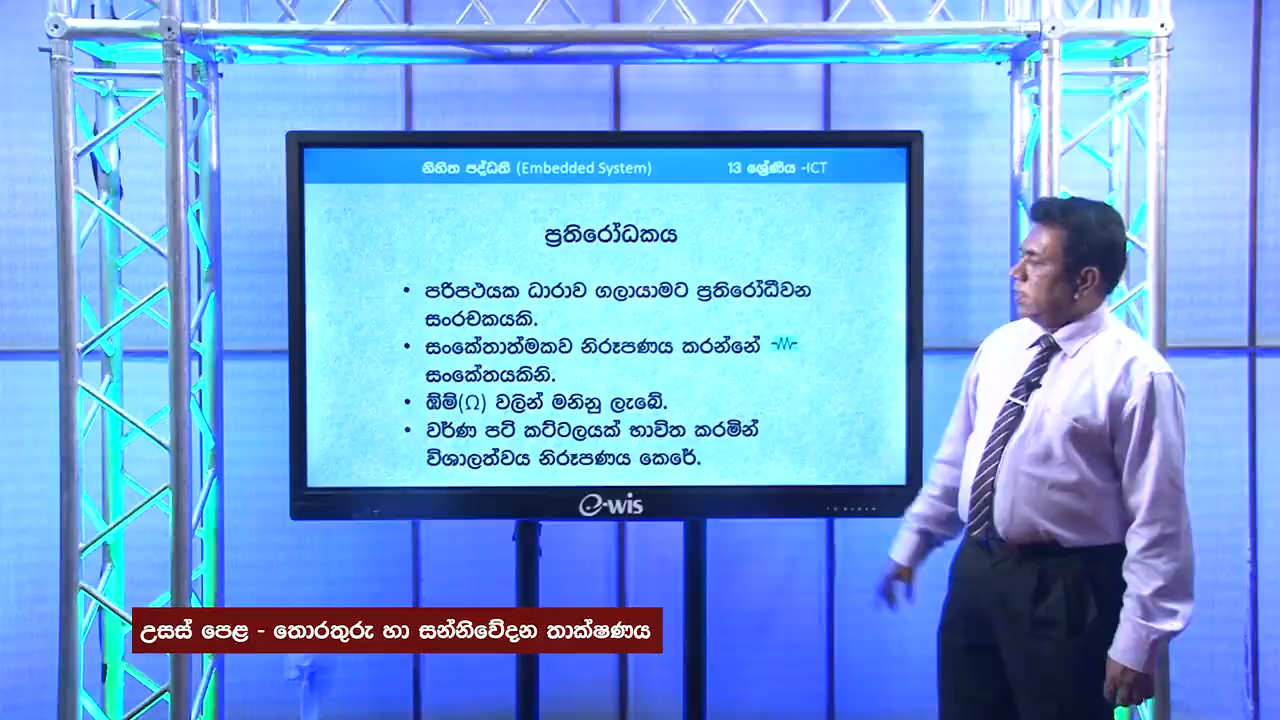 නිහිත පද්ධති (Embedded System) 13 ශ්‍රේණිය -ICT
ප්‍රතිරෝධකය
• පරිපථයක ධාරාව ගලායාමට ප්‍රතිරෝධීවන
සංරචකයකි.
• සංකේතාත්මකව නිරූපණය කරන්නේ
සංකේතයකිනි.
• ඕම්(Ω) වලින් මනිනු ලැබේ.
• වර්ණ පටි කට්ටලයක් භාවිත කරමින්
විශාලත්වය නිරූපණය කෙරේ.
e-wis
උසස් පෙළ - තොරතුරු හා සන්නිවේදන තාක්ෂණය